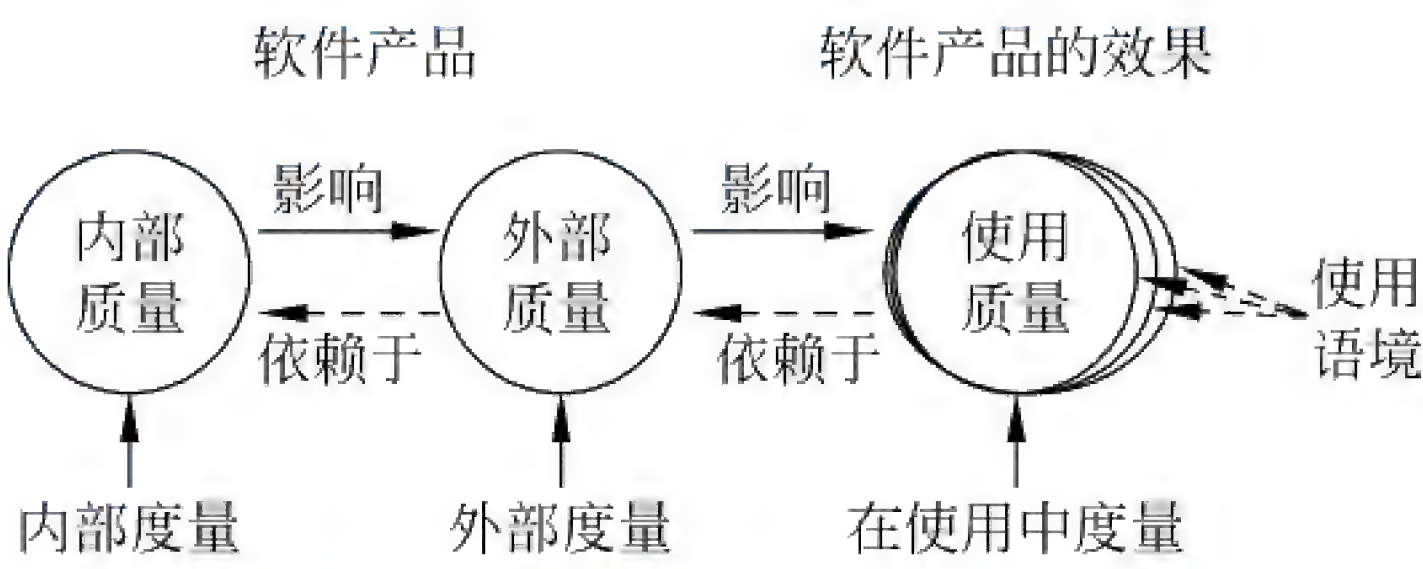 软件产品
软件产品的效果
影响
影响
内部
质量
外部
质量
使用
质量
使用
语境
依赖于
依赖于
内部度量
外部度量
在使用中度量